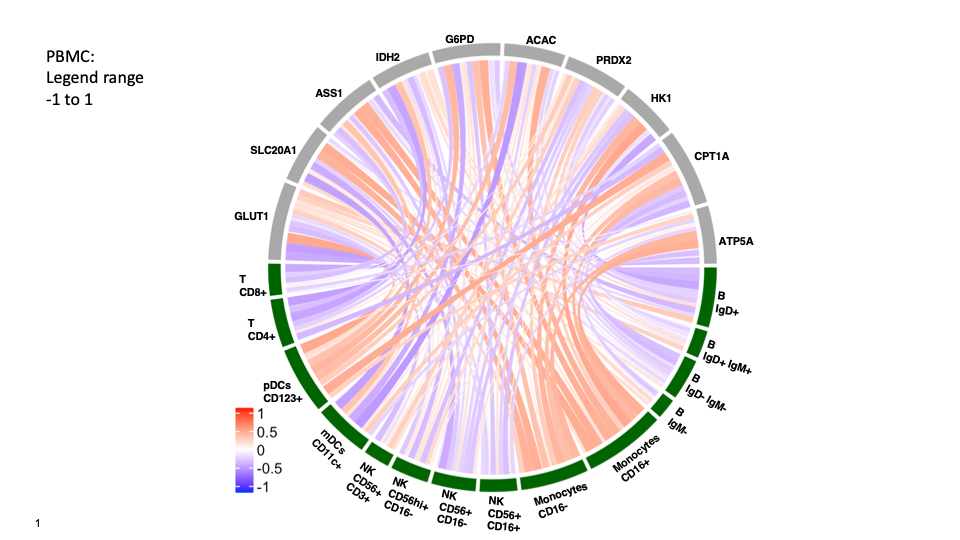 PBMC:
Legend range
-1 to 1
G6PD
ACAC
IDH2
PRDX2
ASS1
HK1
SLC20A1
CPT1A
GLUT1
ATP5A
T
CD8+
T
CD4+
pDCs
CD123+
mDCs
CD11c+
NK
CD56+
CD3+
NK
CD56hi+
CD16-
NK
CD56+
CD16-
NK
CD56+
CD16+
Monocytes
CD16-
Monocytes
CD16+
B
IgM-
B
IgD- IgM-
B
IgD+ IgM+
B
IgD+
1
0.5
0
-0.5
-1
1